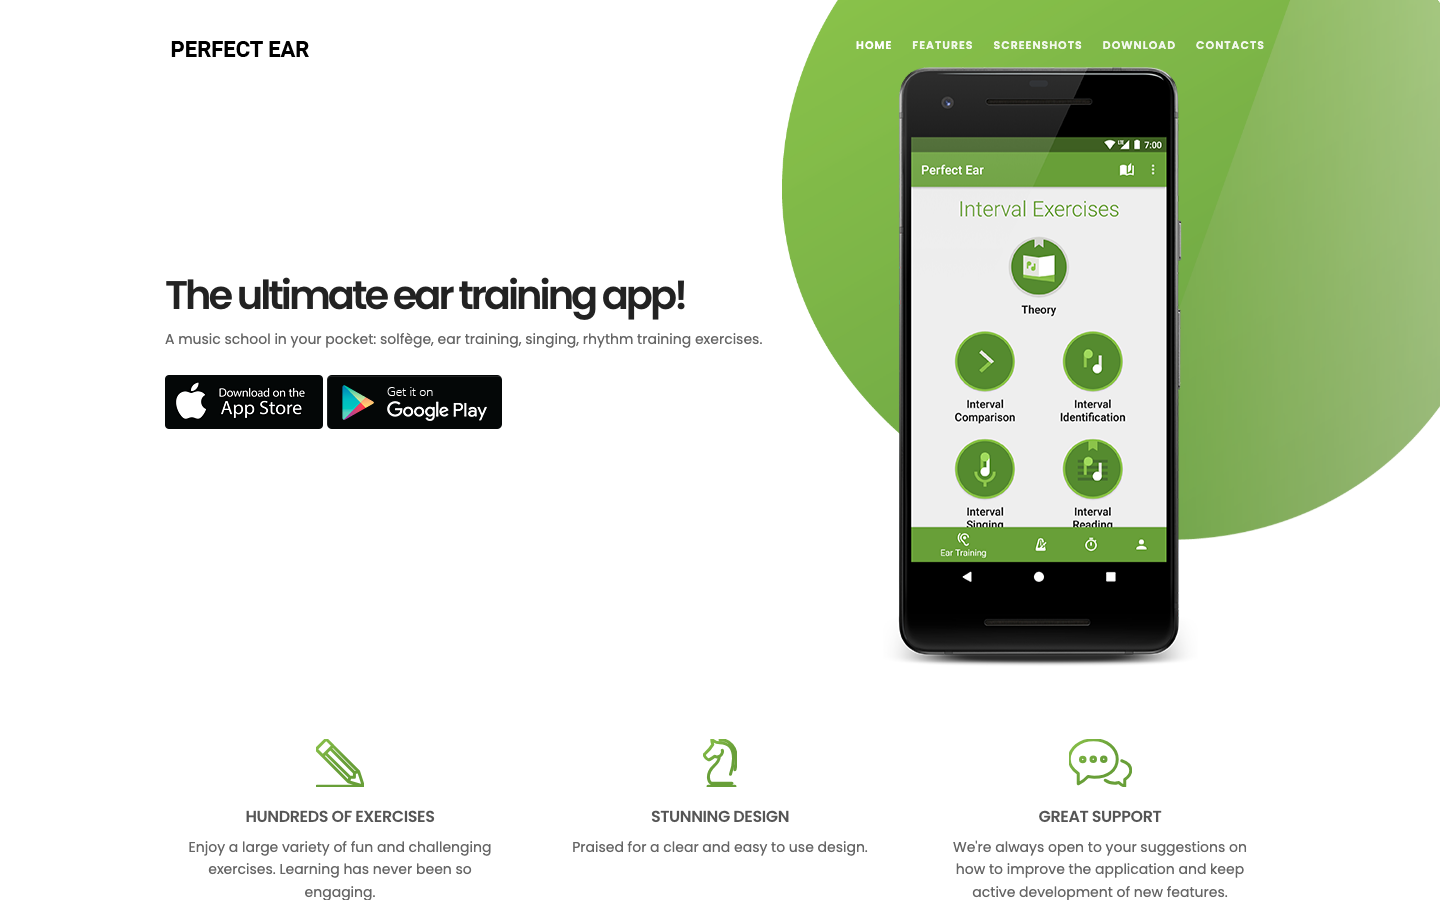 PERFECT EAR
HOME FEATURES SCREENSHOTS DOWNLOAD CONTACTS
The ultimate ear training app!
A music school in your pocket: solfège, ear training, singing, rhythm training exercises.
Download on the
App Store
Get it on
Google Play
LTE 7:00
Perfect Ear
Interval Exercises
Theory
Interval
Comparison
Interval
Identification
Interval
Singing
Interval
Reading
Ear Training
HUNDREDS OF EXERCISES
Enjoy a large variety of fun and challenging
exercises. Learning has never been so
engaging.
STUNNING DESIGN
Praised for a clear and easy to use design.
GREAT SUPPORT
We're always open to your suggestions on
how to improve the application and keep
active development of new features.